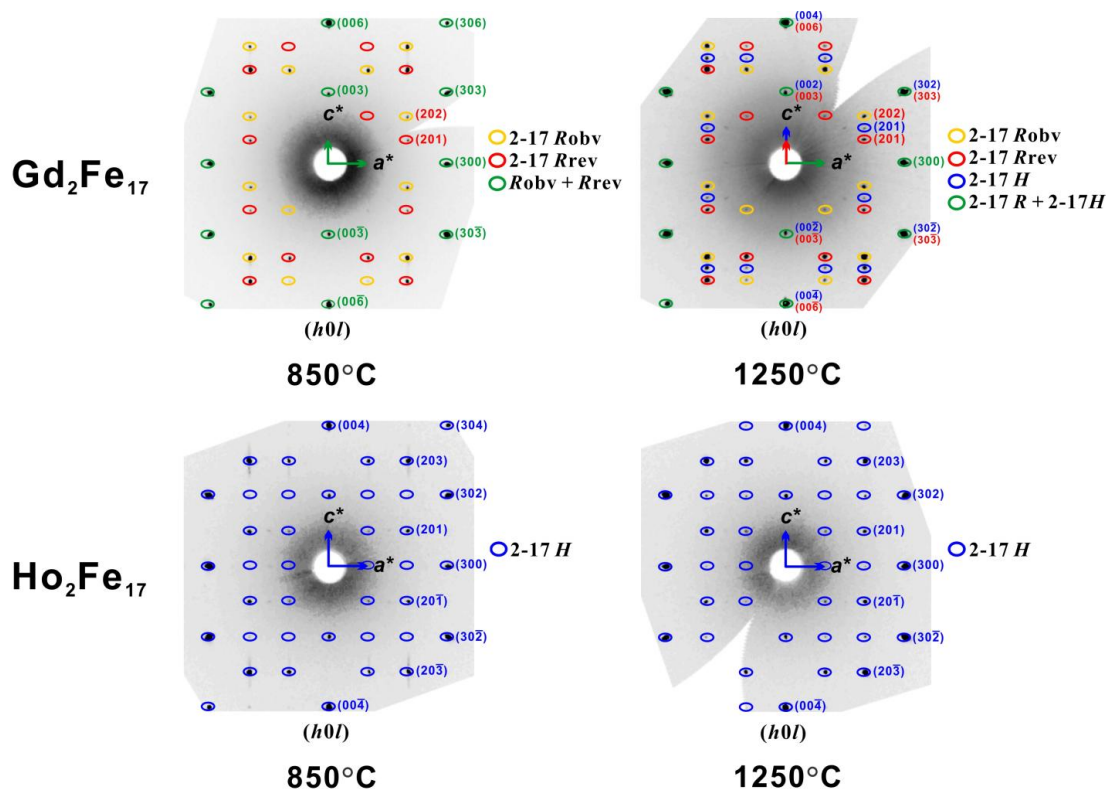 (006)
(306)
(003)
(303)
c*
(202)
(201)
a*
(300)
(003̄)
(303̄)
(006̄)
(h0l)
850°C
Gd₂Fe₁₇
2-17 Robv
2-17 Rrev
Robv + Rrev
(004)
(006)
(002)
(003)
(302)
(303)
c*
(202)
(201)
(201)
a*
(300)
(002̄)
(003̄)
(302̄)
(303̄)
(004̄)
(006̄)
(h0l)
1250°C
2-17 Robv
2-17 Rrev
2-17 H
2-17 R + 2-17H
Ho₂Fe₁₇
(004)
(304)
(203)
(302)
c*
(201)
a*
(300)
(201̄)
(302̄)
(203̄)
(004̄)
(h0l)
850°C
2-17 H
(004)
(203)
(302)
c*
(201)
a*
(300)
(201̄)
(302̄)
(203̄)
(004̄)
(h0l)
1250°C
2-17 H